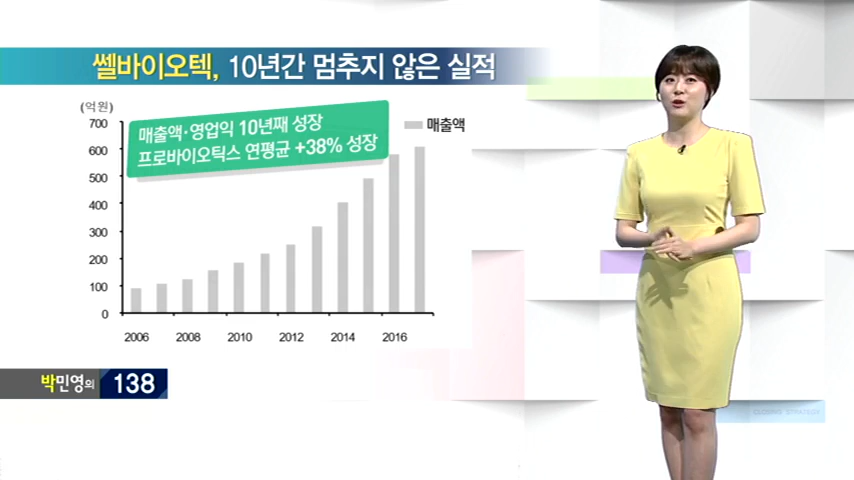 쎌바이오텍, 10년간 멈추지 않은 실적
(억원)
매출액·영업익 10년째 성장
프로바이오틱스 연평균 +38% 성장
매출액
700
600
500
400
300
200
100
0
2006 2008 2010 2012 2014 2016
박민영의 138
CLOSING STRATEGY